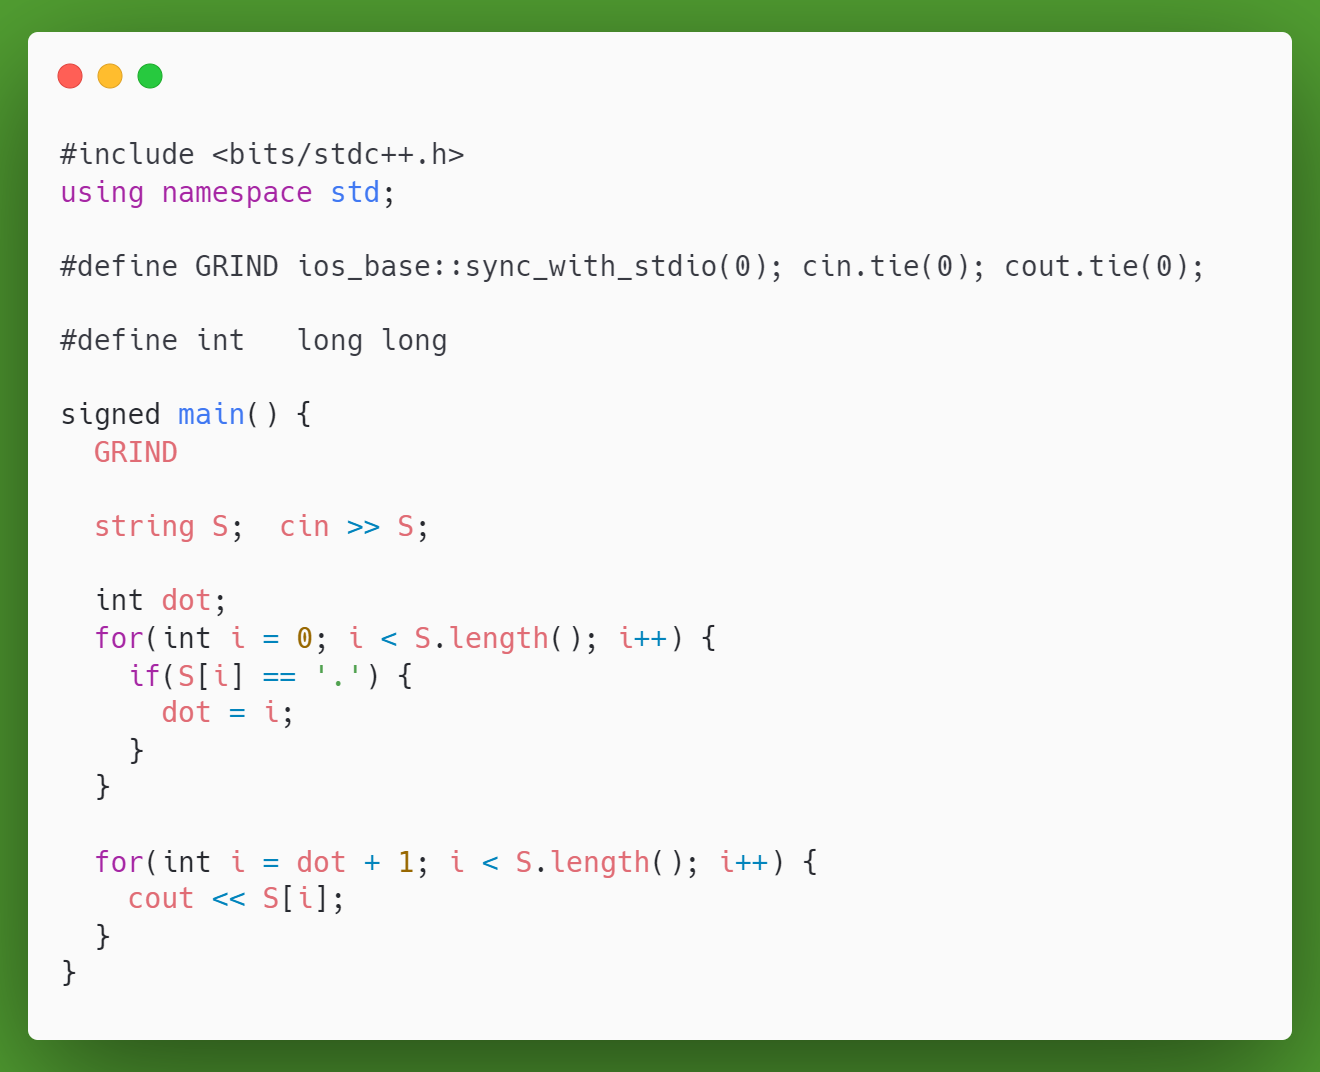 #include <bits/stdc++.h>
using namespace std;

#define GRIND ios_base::sync_with_stdio(0); cin.tie(0); cout.tie(0);

#define int   long long

signed main() {
  GRIND

  string S;  cin >> S;

  int dot;
  for(int i = 0; i < S.length(); i++) {
    if(S[i] == '.') {
      dot = i;
    }
  }

  for(int i = dot + 1; i < S.length(); i++) {
    cout << S[i];
  }
}